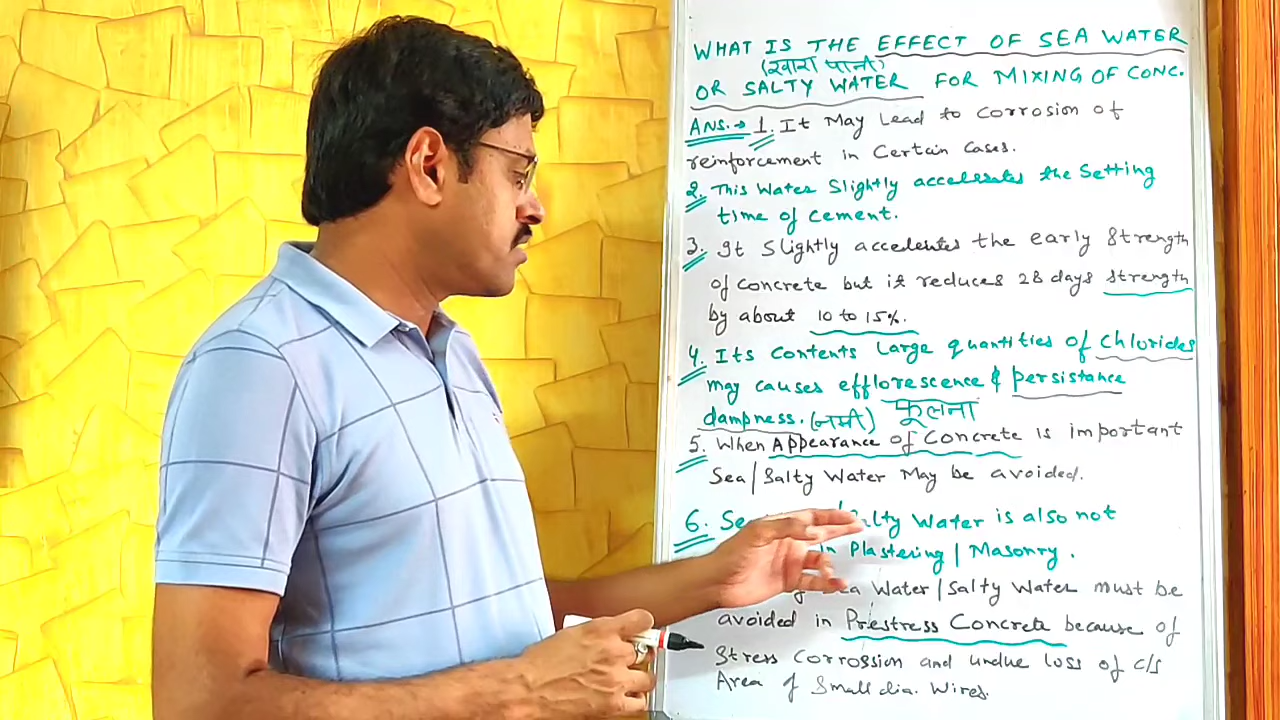 WHAT IS THE EFFECT OF SEA WATER
(खारा पानी)
OR SALTY WATER FOR MIXING OF CONC.
ANS.→ 1. It May Lead to Corrosion of
reinforcement in Certain Cases.
2. This Water Slightly accelerates the Setting
time of cement.
3. It Slightly accelerates the early Strength
of concrete but it reduces 28 days strength
by about 10 to 15%.
4. Its contents large quantities of Chlorides
may causes efflorescence & persistance
dampness. (नमी) फूलना
5. When Appearance of Concrete is important
Sea/Salty Water May be avoided.
6. /Salty Water is also not
in Plastering/Masonry.
Water/Salty Water must be
avoided in Prestress Concrete because of
Stress Corrossion and undue loss of c/s
Area of Small dia. Wires.